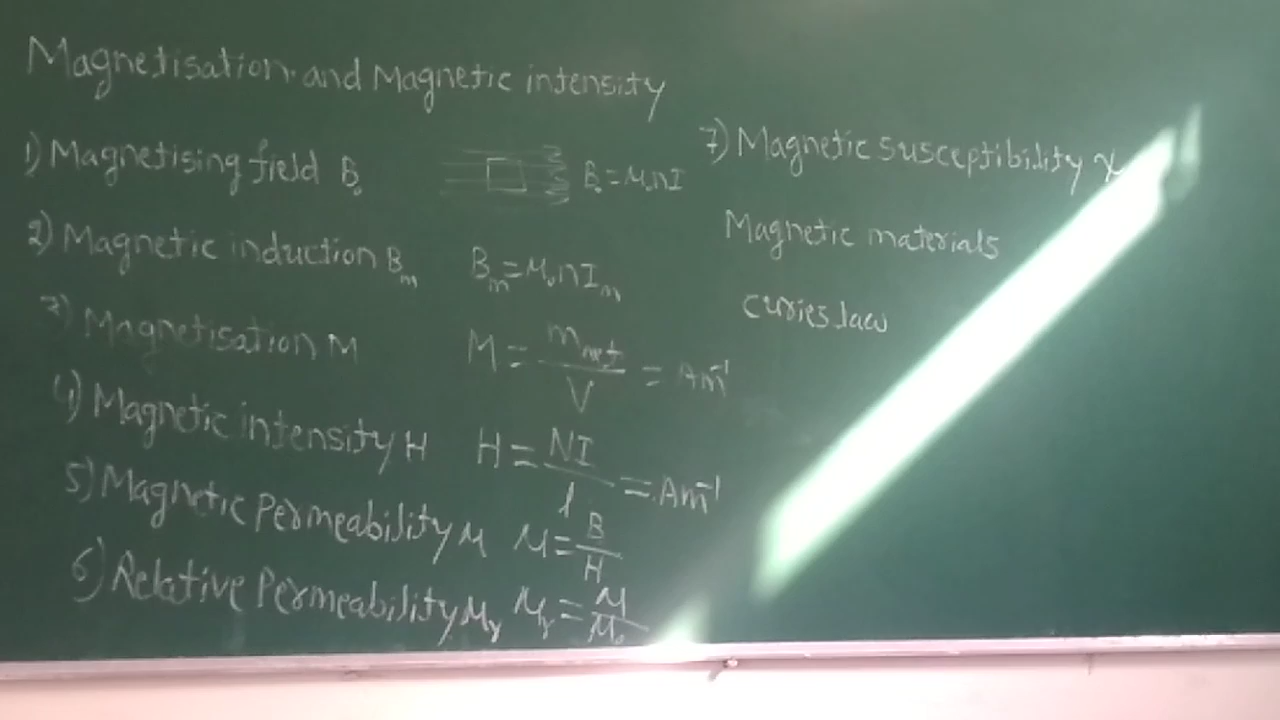 Magnetisation and Magnetic intensity
1) Magnetising field B₀ B₀ = μ₀nI
2) Magnetic induction Bₘ Bₘ = μ₀nIₘ
3) Magnetisation M M = m_net / V = Am⁻¹
4) Magnetic intensity H H = NI / l = Am⁻¹
5) Magnetic Permeability μ μ = B / H
6) Relative Permeability μᵣ μᵣ = μ / μ₀
7) Magnetic susceptibility χ
Magnetic materials
curies law